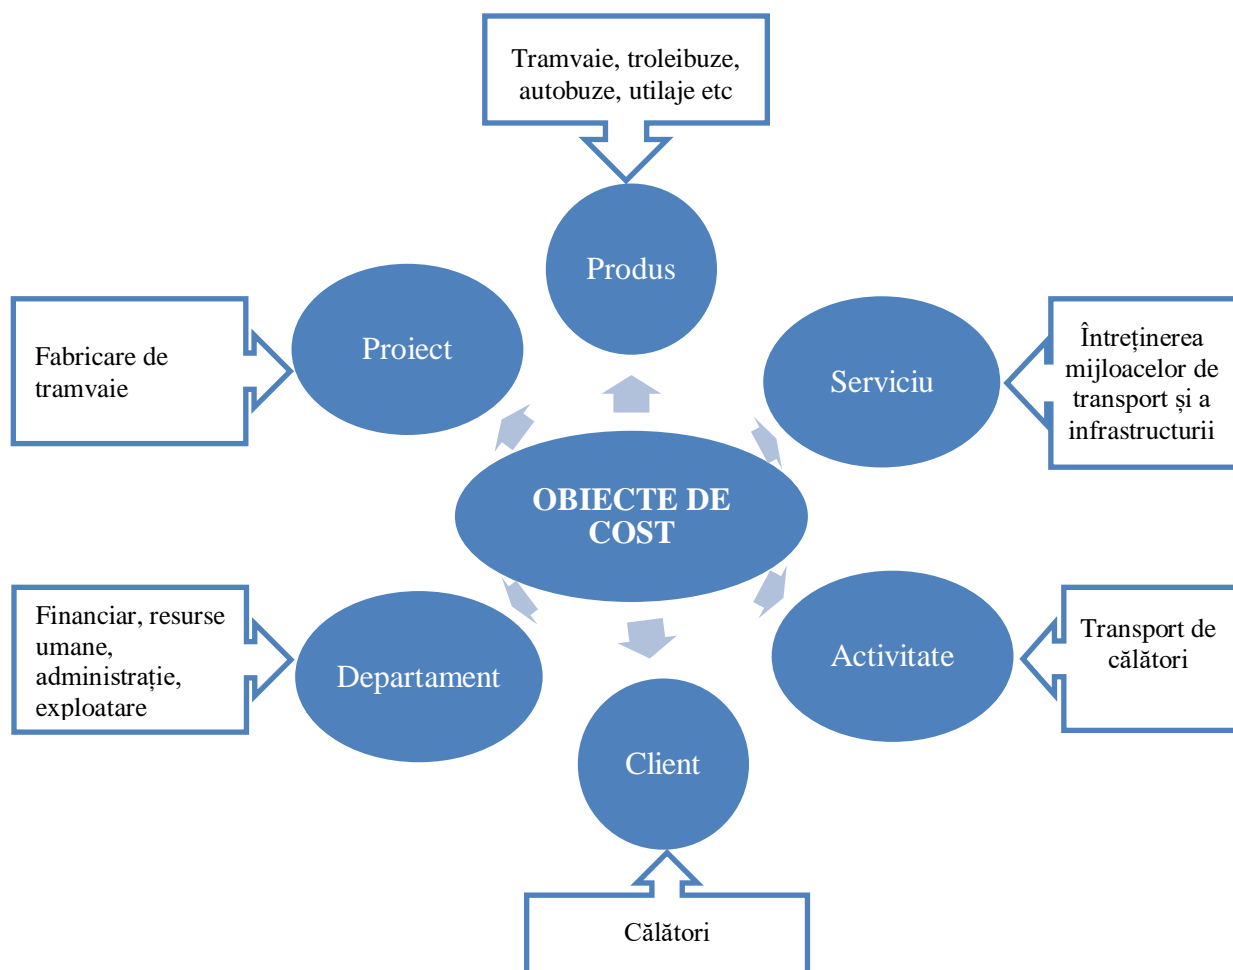 Tramvaie, troleibuze,
autobuze, utilaje etc
Produs
Proiect
Fabricare de
tramvaie
Serviciu
Întreținerea
mijloacelor de
transport și a
infrastructurii
OBIECTE DE
COST
Financiar, resurse
umane,
administrație,
exploatare
Departament
Activitate
Transport de
călători
Client
Călători